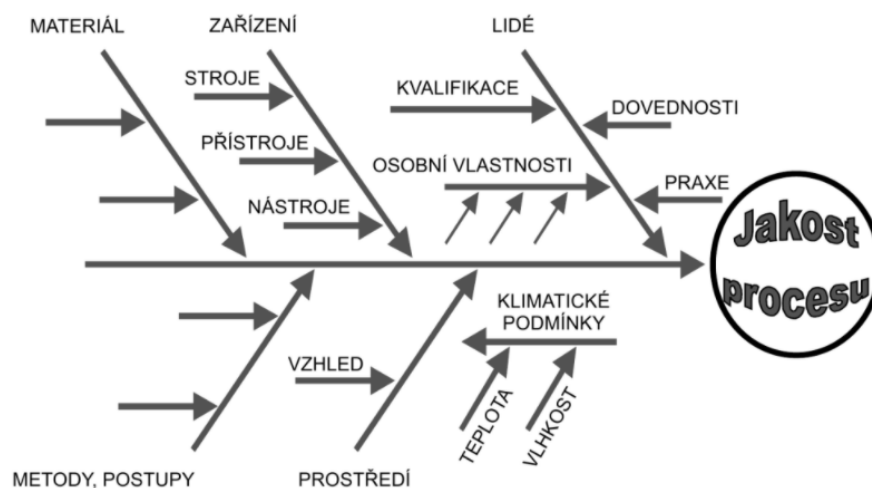 MATERIÁL
ZAŘÍZENÍ
LIDÉ
STROJE
KVALIFIKACE
DOVEDNOSTI
PŘÍSTROJE
OSOBNÍ VLASTNOSTI
PRAXE
NÁSTROJE
Jakost
procesu
KLIMATICKÉ
PODMÍNKY
VZHLED
TEPLOTA
VLHKOST
METODY, POSTUPY
PROSTŘEDÍ